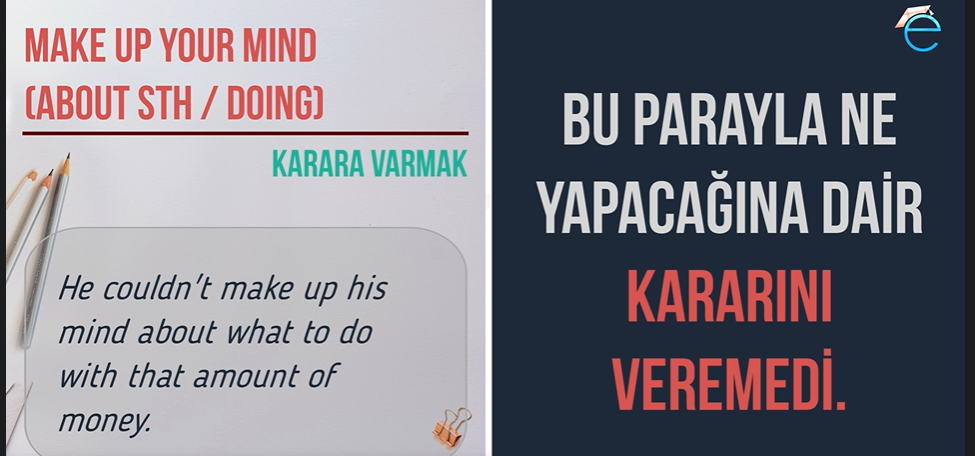 MAKE UP YOUR MIND
(ABOUT STH / DOING)
KARARA VARMAK
He couldn't make up his
mind about what to do
with that amount of
money.
e
BU PARAYLA NE
YAPACAĞINA DAİR
KARARINI
VEREMEDİ.